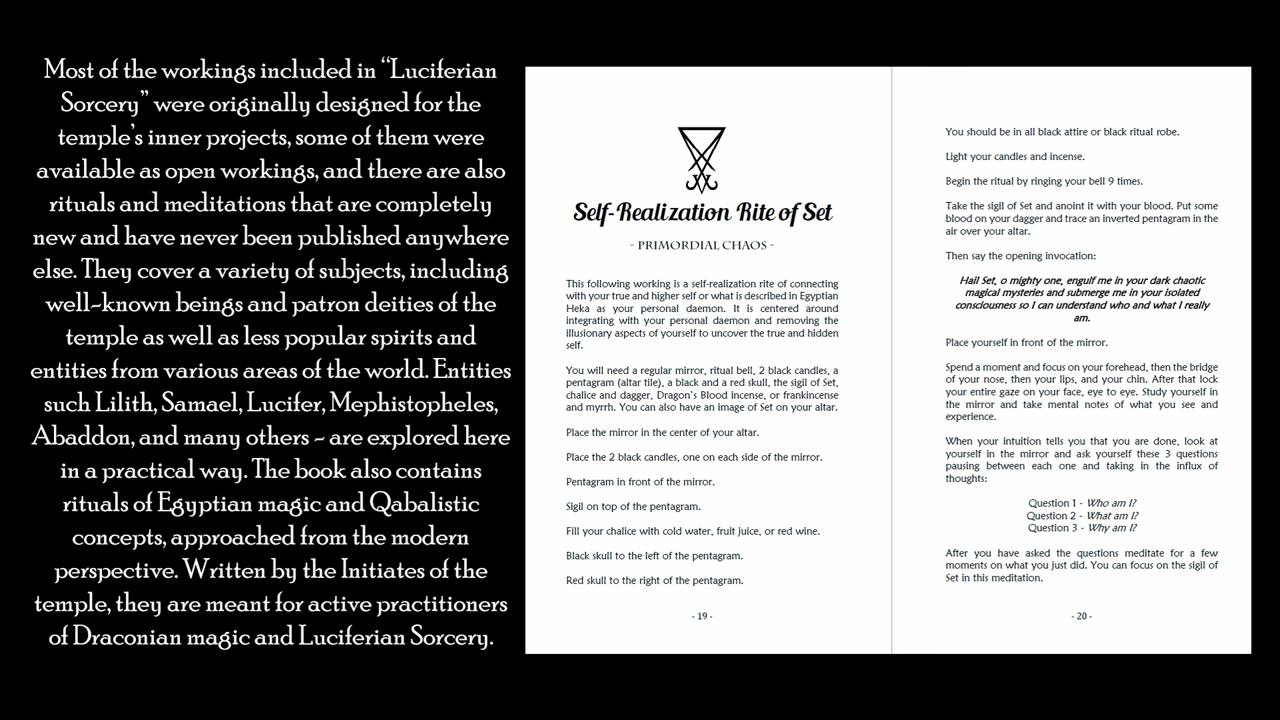 Most of the workings included in “Luciferian
Sorcery” were originally designed for the
temple's inner projects, some of them were
available as open workings, and there are also
rituals and meditations that are completely
new and have never been published anywhere
else. They cover a variety of subjects, including
well-known beings and patron deities of the
temple as well as less popular spirits and
entities from various areas of the world. Entities
such Lilith, Samael, Lucifer, Mephistopheles,
Abaddon, and many others - are explored here
in a practical way. The book also contains
rituals of Egyptian magic and Qabalistic
concepts, approached from the modern
perspective. Written by the Initiates of the
temple, they are meant for active practitioners
of Draconian magic and Luciferian Sorcery.
Self-Realization Rite of Set
- PRIMORDIAL CHAOS -
This following working is a self-realization rite of connecting
with your true and higher self or what is described in Egyptian
Heka as your personal daemon. It is centered around
integrating with your personal daemon and removing the
illusionary aspects of yourself to uncover the true and hidden
self.
You will need a regular mirror, ritual bell, 2 black candles, a
pentagram (altar tile), a black and a red skull, the sigil of Set,
chalice and dagger, Dragon's Blood incense, or frankincense
and myrrh. You can also have an image of Set on your altar.
Place the mirror in the center of your altar.
Place the 2 black candles, one on each side of the mirror.
Pentagram in front of the mirror.
Sigil on top of the pentagram.
Fill your chalice with cold water, fruit juice, or red wine.
Black skull to the left of the pentagram.
Red skull to the right of the pentagram.
- 19 -
You should be in all black attire or black ritual robe.
Light your candles and incense.
Begin the ritual by ringing your bell 9 times.
Take the sigil of Set and anoint it with your blood. Put some
blood on your dagger and trace an inverted pentagram in the
air over your altar.
Then say the opening invocation:
Hail Set, o mighty one, engulf me in your dark chaotic
magical mysteries and submerge me in your isolated
consciousness so I can understand who and what I really
am.
Place yourself in front of the mirror.
Spend a moment and focus on your forehead, then the bridge
of your nose, then your lips, and your chin. After that lock
your entire gaze on your face, eye to eye. Study yourself in
the mirror and take mental notes of what you see and
experience.
When your intuition tells you that you are done, look at
yourself in the mirror and ask yourself these 3 questions
pausing between each one and taking in the influx of
thoughts:
Question 1 - Who am I?
Question 2 - What am I?
Question 3 - Why am I?
After you have asked the questions meditate for a few
moments on what you just did. You can focus on the sigil of
Set in this meditation.
- 20 -